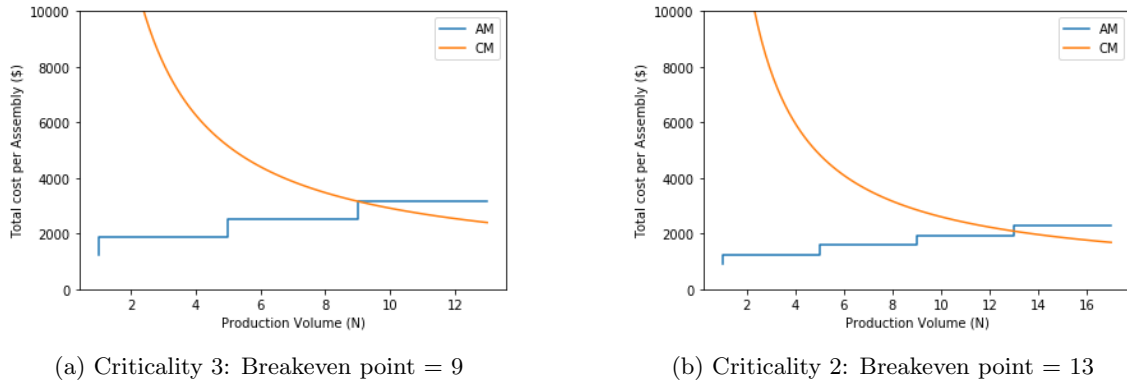 10000
8000
6000
4000
2000
0
Total cost per Assembly ($)
2 4 6 8 10 12
Production Volume (N)
AM
CM
(a) Criticality 3: Breakeven point = 9
10000
8000
6000
4000
2000
0
Total cost per Assembly ($)
2 4 6 8 10 12 14 16
Production Volume (N)
AM
CM
(b) Criticality 2: Breakeven point = 13